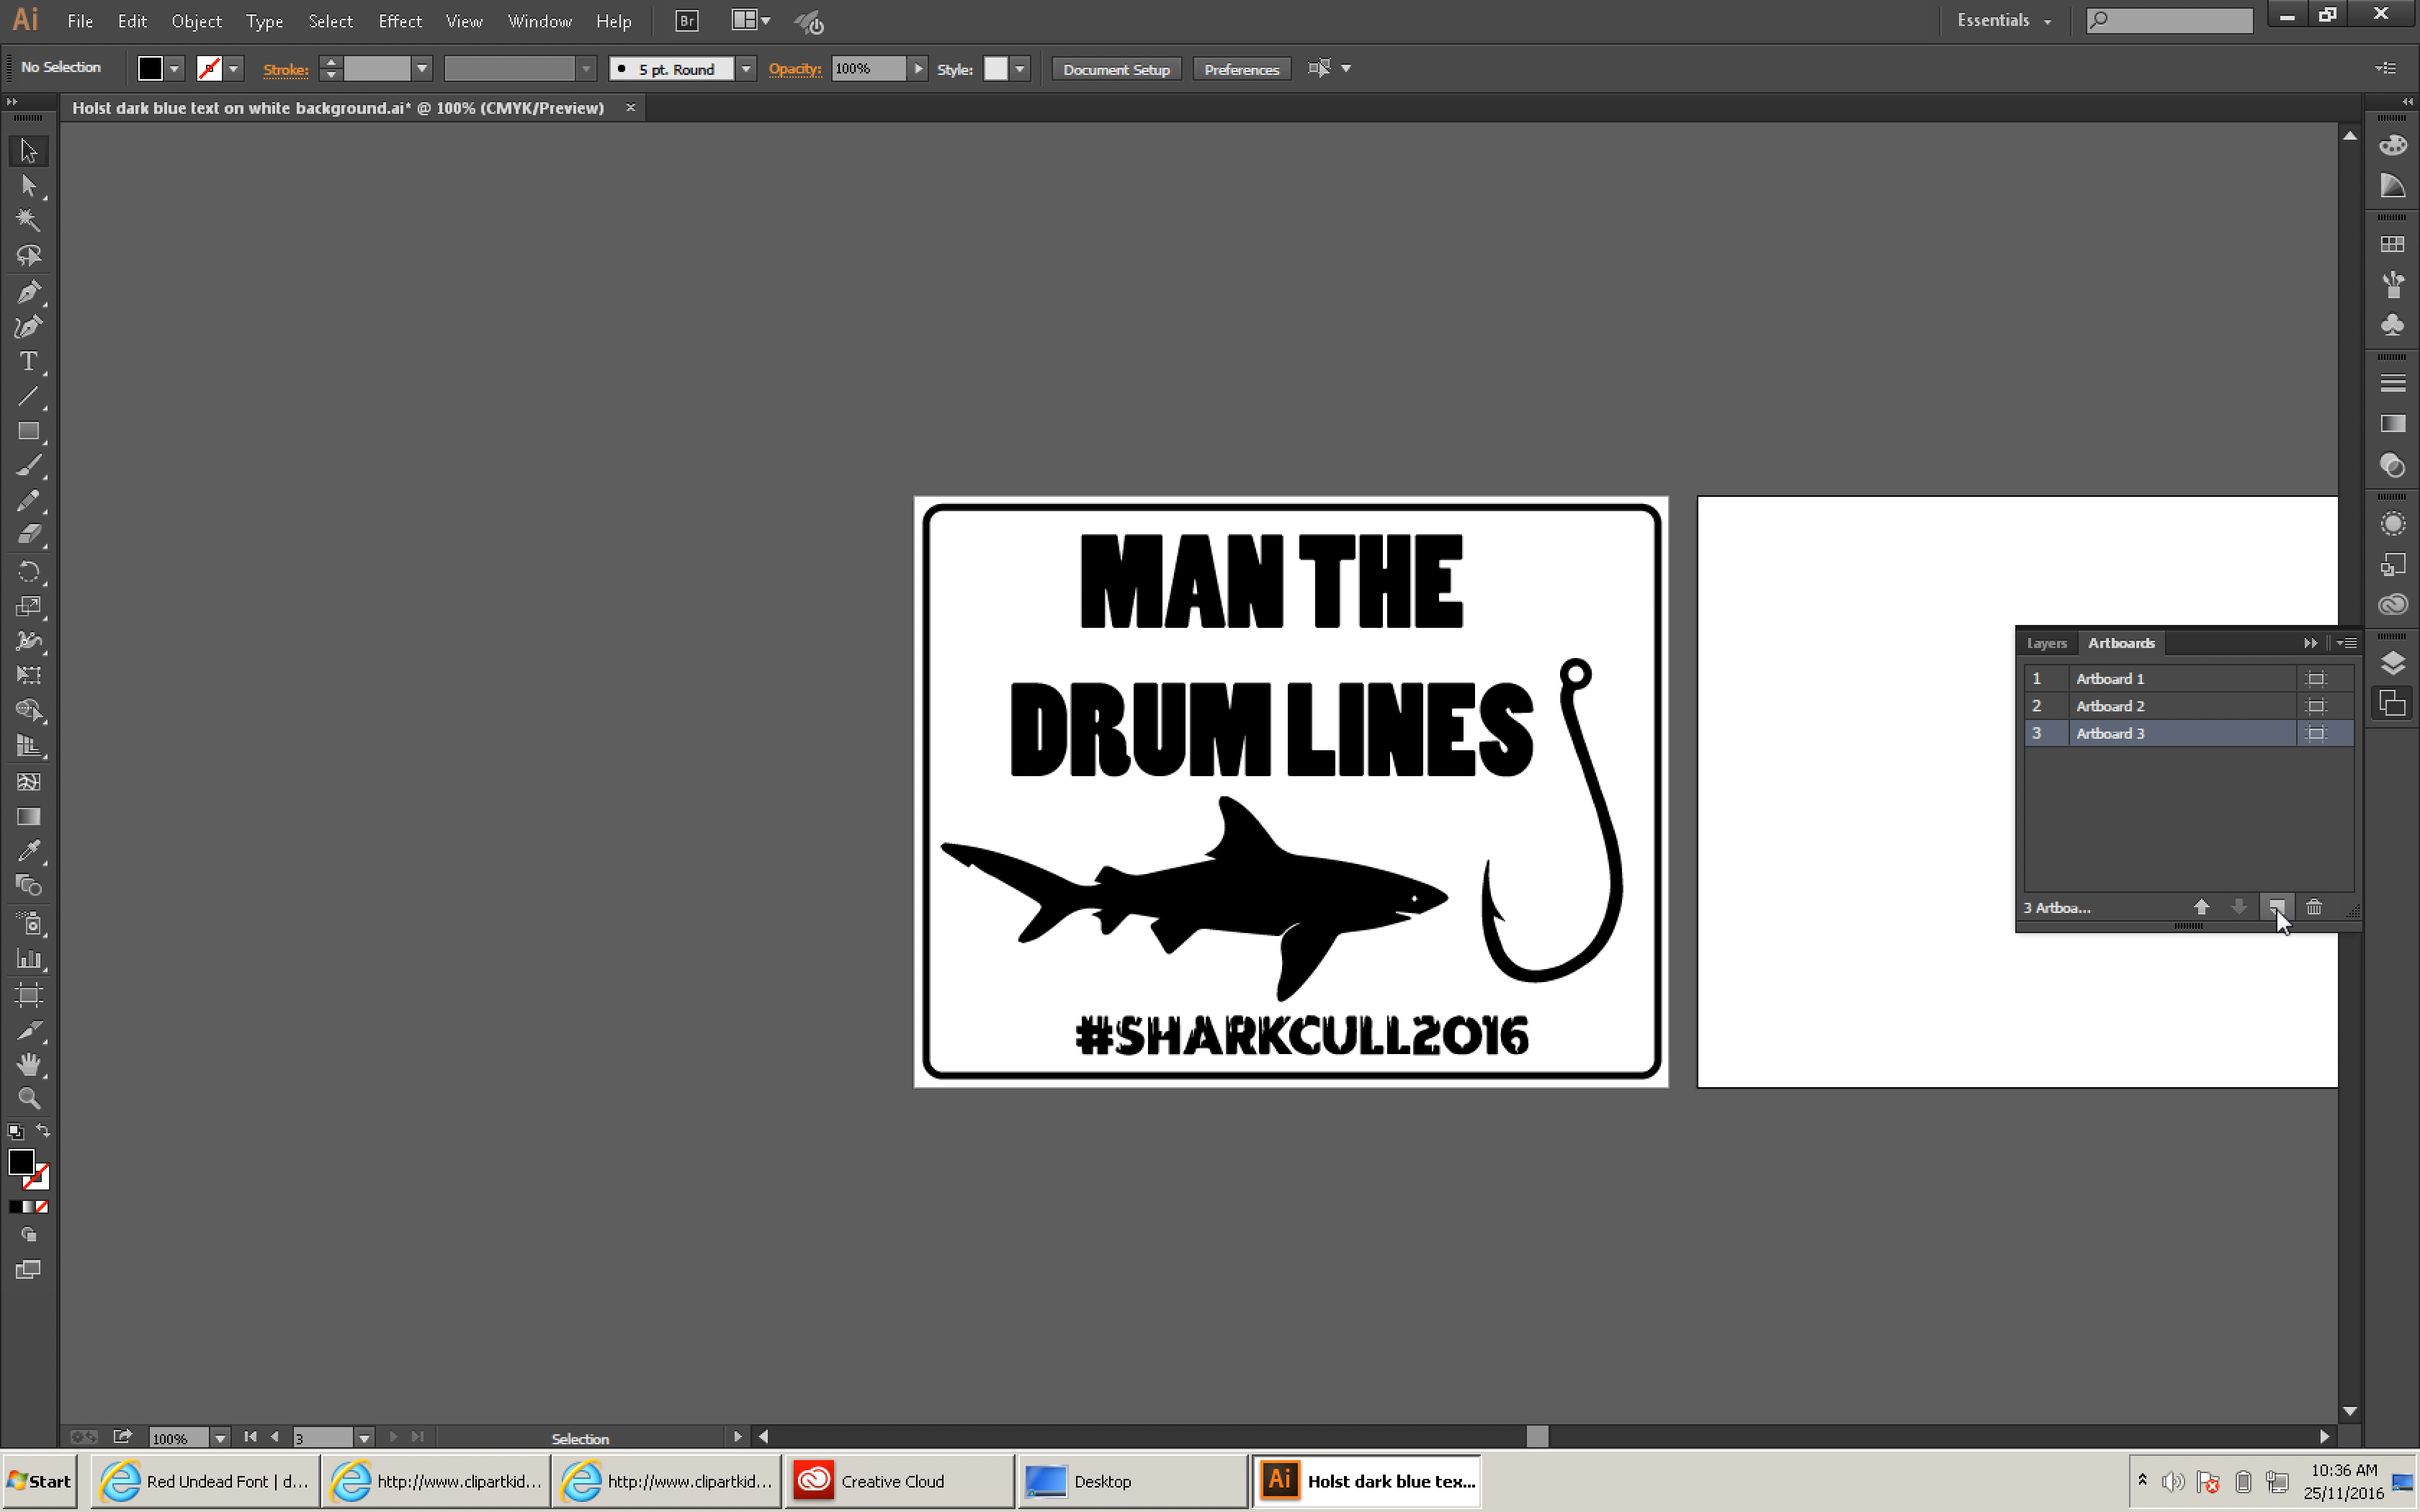 Ai File Edit Object Type Select Effect View Window Help Br Essentials
No Selection Stroke: 5 pt. Round Opacity: 100% Style: Document Setup Preferences
Holst dark blue text on white background.ai* @ 100% (CMYK/Preview) ×
MAN THE
DRUM LINES
#SHARKCULL2016
Layers Artboards
1 Artboard 1
2 Artboard 2
3 Artboard 3
3 Artboa...
100% 3 Selection
Start Red Undead Font | d... http://www.clipartkid... http://www.clipartkid... Creative Cloud Desktop Ai Holst dark blue tex... 10:36 AM
25/11/2016